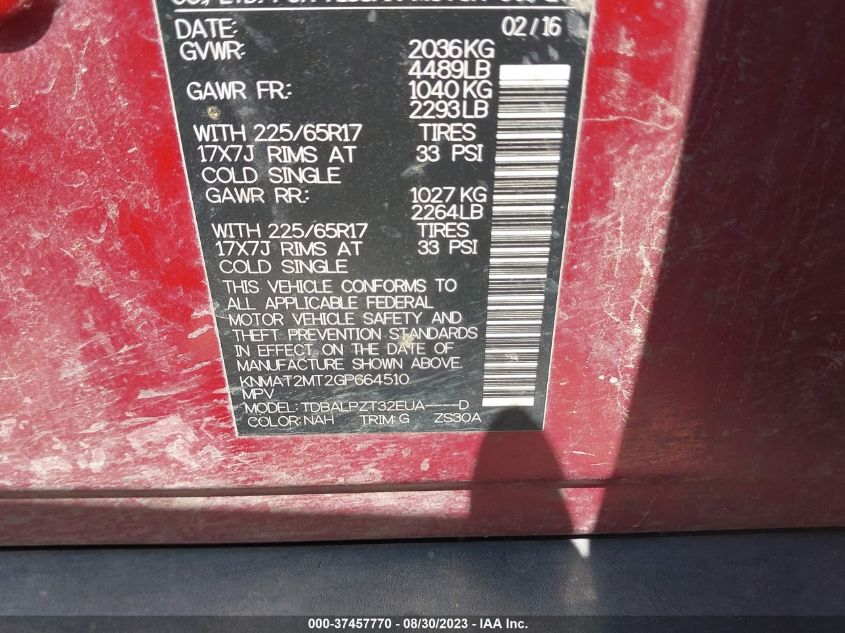 DATE: 02/16
GVWR: 2036KG
4489LB
GAWR FR: 1040KG
2293LB
WITH 225/65R17 TIRES
17X7J RIMS AT 33 PSI
COLD SINGLE
GAWR RR: 1027KG
2264LB
WITH 225/65R17 TIRES
17X7J RIMS AT 33 PSI
COLD SINGLE
THIS VEHICLE CONFORMS TO
ALL APPLICABLE FEDERAL
MOTOR VEHICLE SAFETY AND
THEFT PREVENTION STANDARDS
IN EFFECT ON THE DATE OF
MANUFACTURE SHOWN ABOVE.
KNMAT2MT2GP664510
MPV
MODEL: TDBALPZT32EUA----D
COLOR: NAH TRIM: G ZS30A
000-37457770 - 08/30/2023 - IAA Inc.